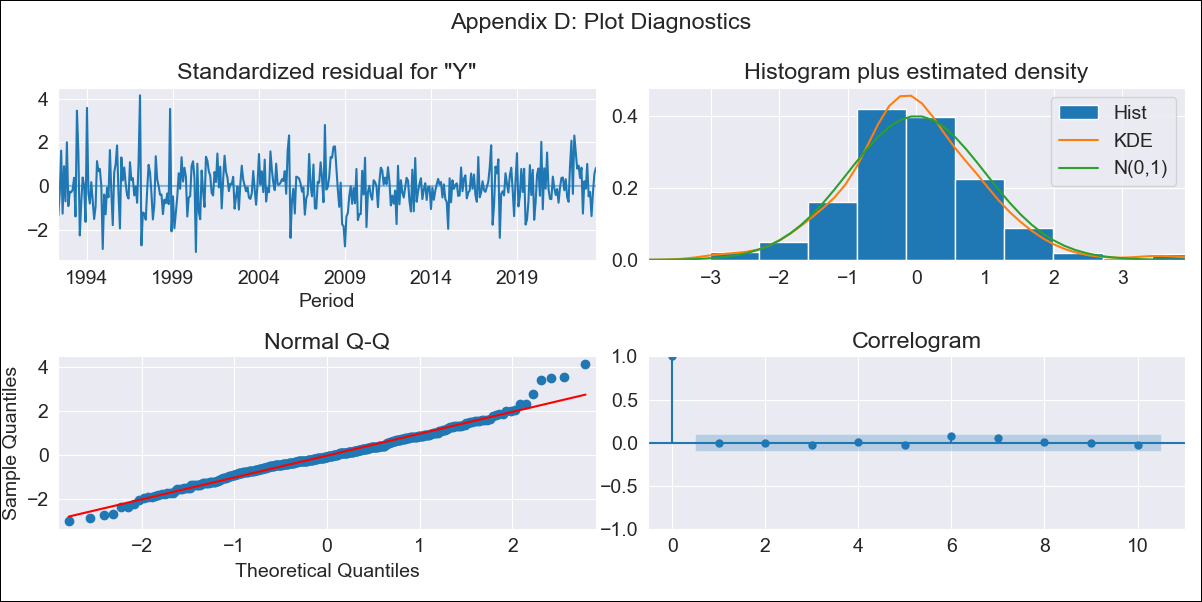 Appendix D: Plot Diagnostics
Standardized residual for "Y"
4
2
0
−2
1994 1999 2004 2009 2014 2019
Period
Histogram plus estimated density
0.4
0.2
0.0
−3 −2 −1 0 1 2 3
Hist
KDE
N(0,1)
Normal Q-Q
Sample Quantiles
4
2
0
−2
−2 −1 0 1 2
Theoretical Quantiles
Correlogram
1.0
0.5
0.0
−0.5
−1.0
0 2 4 6 8 10